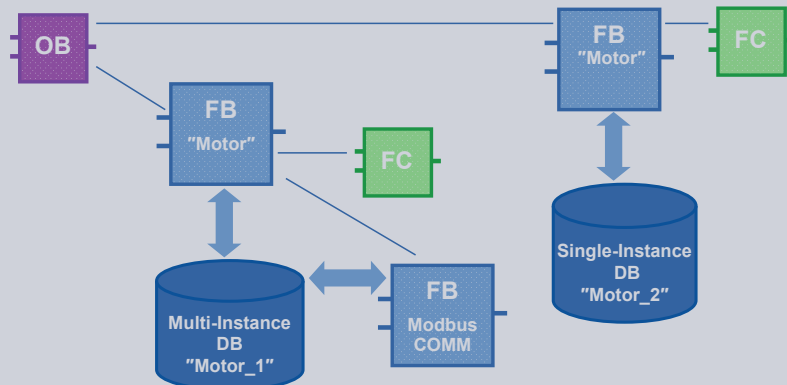 OB
FB
"Motor"
FC
FB
"Motor"
FC
Single-Instance
DB
"Motor_2"
Multi-Instance
DB
"Motor_1"
FB
Modbus
COMM